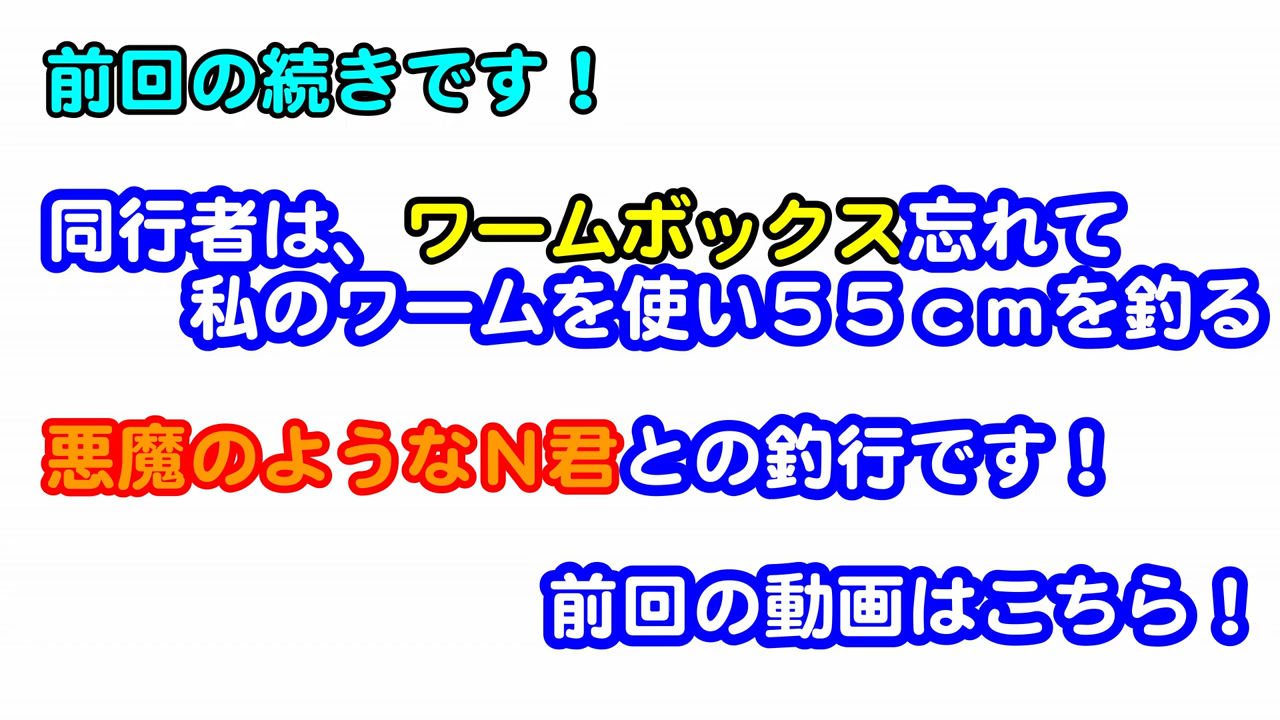 前回の続きです！
同行者は、ワームボックス忘れて
私のワームを使い５５ｃｍを釣る
悪魔のようなＮ君との釣行です！
前回の動画はこちら！